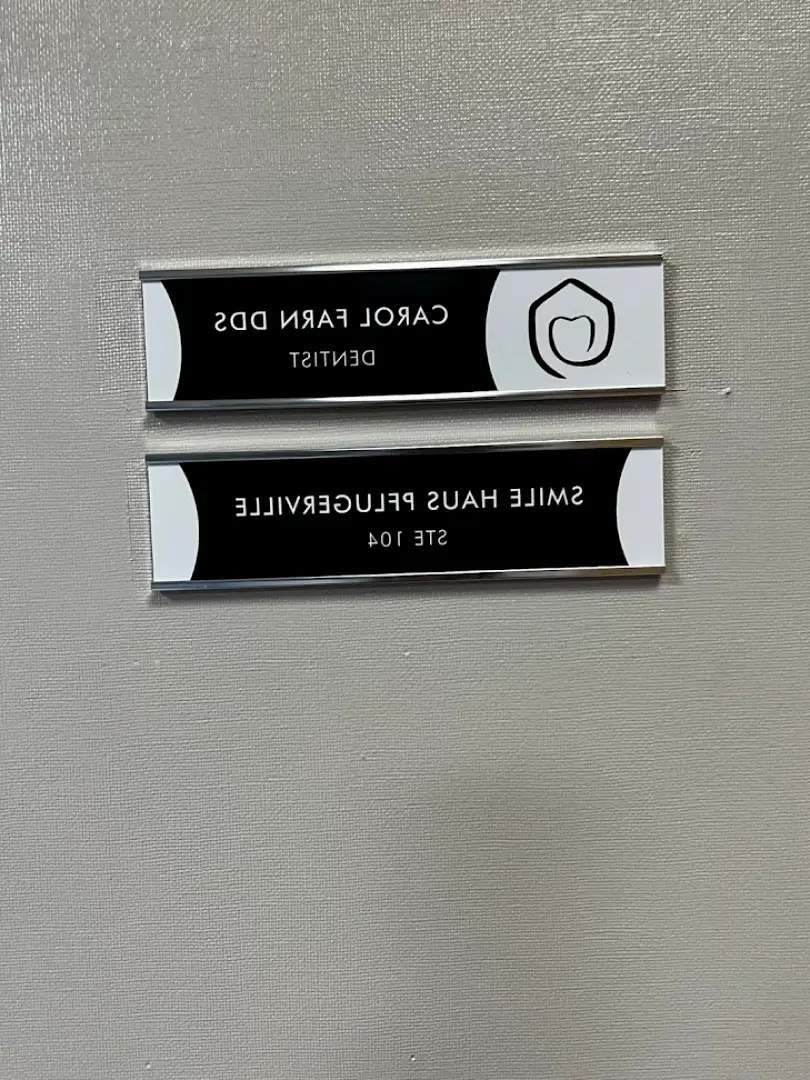 CAROL FARN DDS
DENTIST
SMILE HAUS PFLUGERVILLE
STE 104